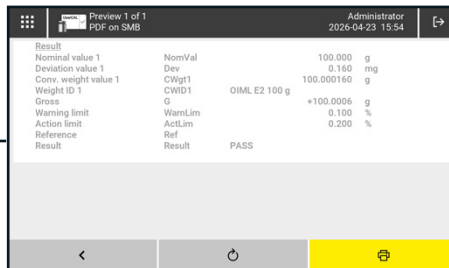 Preview 1 of 1
PDF on SMB
Administrator
2026-04-23 15:54
Result
Nominal value 1 NomVal 100.000 g
Deviation value 1 Dev 0.160 mg
Conv. weight value 1 CWgt1 100.000160 g
Weight ID 1 CWID1 OIML E2 100 g
Gross G +100.0006 g
Warning limit WarnLim 0.100 %
Action limit ActLim 0.200 %
Reference Ref
Result Result PASS